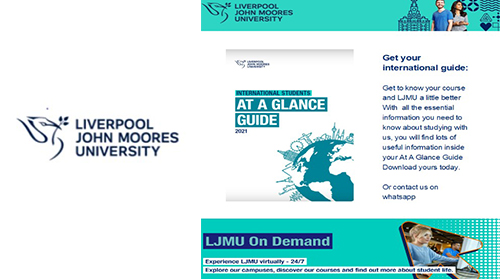 LIVERPOOL
JOHN MOORES
UNIVERSITY
LIVERPOOL
JOHN MOORES
UNIVERSITY
LIVERPOOL
JOHN MOORES
UNIVERSITY
INTERNATIONAL STUDENTS
AT A GLANCE
GUIDE
2021
Get your
international guide:
Get to know your course
and LJMU a little better
With all the essential
information you need to
know about studying with
us, you will find lots of
useful information inside
your At A Glance Guide
Download yours today.
Or contact us on
whatsapp
LJMU On Demand
Experience LJMU virtually - 24/7
Explore our campuses, discover our courses and find out more about student life.